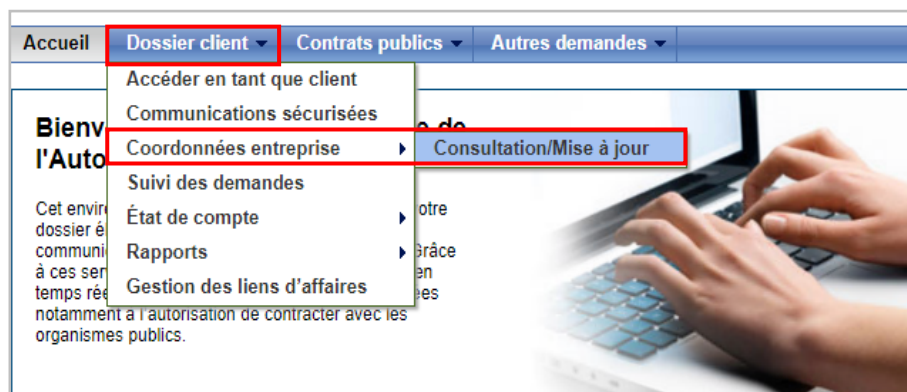 Accueil Dossier client Contrats publics Autres demandes
Accéder en tant que client
Communications sécurisées
Coordonnées entreprise Consultation/Mise à jour
Suivi des demandes
État de compte
Rapports
Gestion des liens d'affaires
Bienv de
l'Auto
Cet envir otre
dossier é
communi Grâce
à ces ser en
temps rée es
notamment à l'autorisation de contracter avec les
organismes publics.